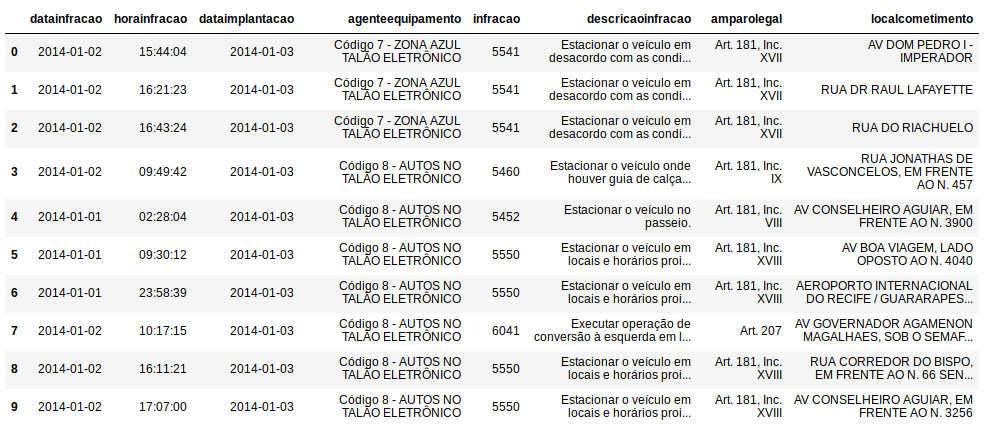 datainfracao horainfracao dataimplantacao agenteequipamento infracao descricaoinfracao amparolegal localcometimento
0 2014-01-02 15:44:04 2014-01-03 Código 7 - ZONA AZUL TALÃO ELETRÔNICO 5541 Estacionar o veículo em desacordo com as condi... Art. 181, Inc. XVII AV DOM PEDRO I - IMPERADOR
1 2014-01-02 16:21:23 2014-01-03 Código 7 - ZONA AZUL TALÃO ELETRÔNICO 5541 Estacionar o veículo em desacordo com as condi... Art. 181, Inc. XVII RUA DR RAUL LAFAYETTE
2 2014-01-02 16:43:24 2014-01-03 Código 7 - ZONA AZUL TALÃO ELETRÔNICO 5541 Estacionar o veículo em desacordo com as condi... Art. 181, Inc. XVII RUA DO RIACHUELO
3 2014-01-02 09:49:42 2014-01-03 Código 8 - AUTOS NO TALÃO ELETRÔNICO 5460 Estacionar o veículo onde houver guia de calça... Art. 181, Inc. IX RUA JONATHAS DE VASCONCELOS, EM FRENTE AO N. 457
4 2014-01-01 02:28:04 2014-01-03 Código 8 - AUTOS NO TALÃO ELETRÔNICO 5452 Estacionar o veículo no passeio. Art. 181, Inc. VIII AV CONSELHEIRO AGUIAR, EM FRENTE AO N. 3900
5 2014-01-01 09:30:12 2014-01-03 Código 8 - AUTOS NO TALÃO ELETRÔNICO 5550 Estacionar o veículo em locais e horários proi... Art. 181, Inc. XVIII AV BOA VIAGEM, LADO OPOSTO AO N. 4040
6 2014-01-01 23:58:39 2014-01-03 Código 8 - AUTOS NO TALÃO ELETRÔNICO 5550 Estacionar o veículo em locais e horários proi... Art. 181, Inc. XVIII AEROPORTO INTERNACIONAL DO RECIFE / GUARARAPES...
7 2014-01-02 10:17:15 2014-01-03 Código 8 - AUTOS NO TALÃO ELETRÔNICO 6041 Executar operação de conversão à esquerda em l... Art. 207 AV GOVERNADOR AGAMENON MAGALHAES, SOB O SEMAF...
8 2014-01-02 16:11:21 2014-01-03 Código 8 - AUTOS NO TALÃO ELETRÔNICO 5550 Estacionar o veículo em locais e horários proi... Art. 181, Inc. XVIII RUA CORREDOR DO BISPO, EM FRENTE AO N. 66 SEN...
9 2014-01-02 17:07:00 2014-01-03 Código 8 - AUTOS NO TALÃO ELETRÔNICO 5550 Estacionar o veículo em locais e horários proi... Art. 181, Inc. XVIII AV CONSELHEIRO AGUIAR, EM FRENTE AO N. 3256